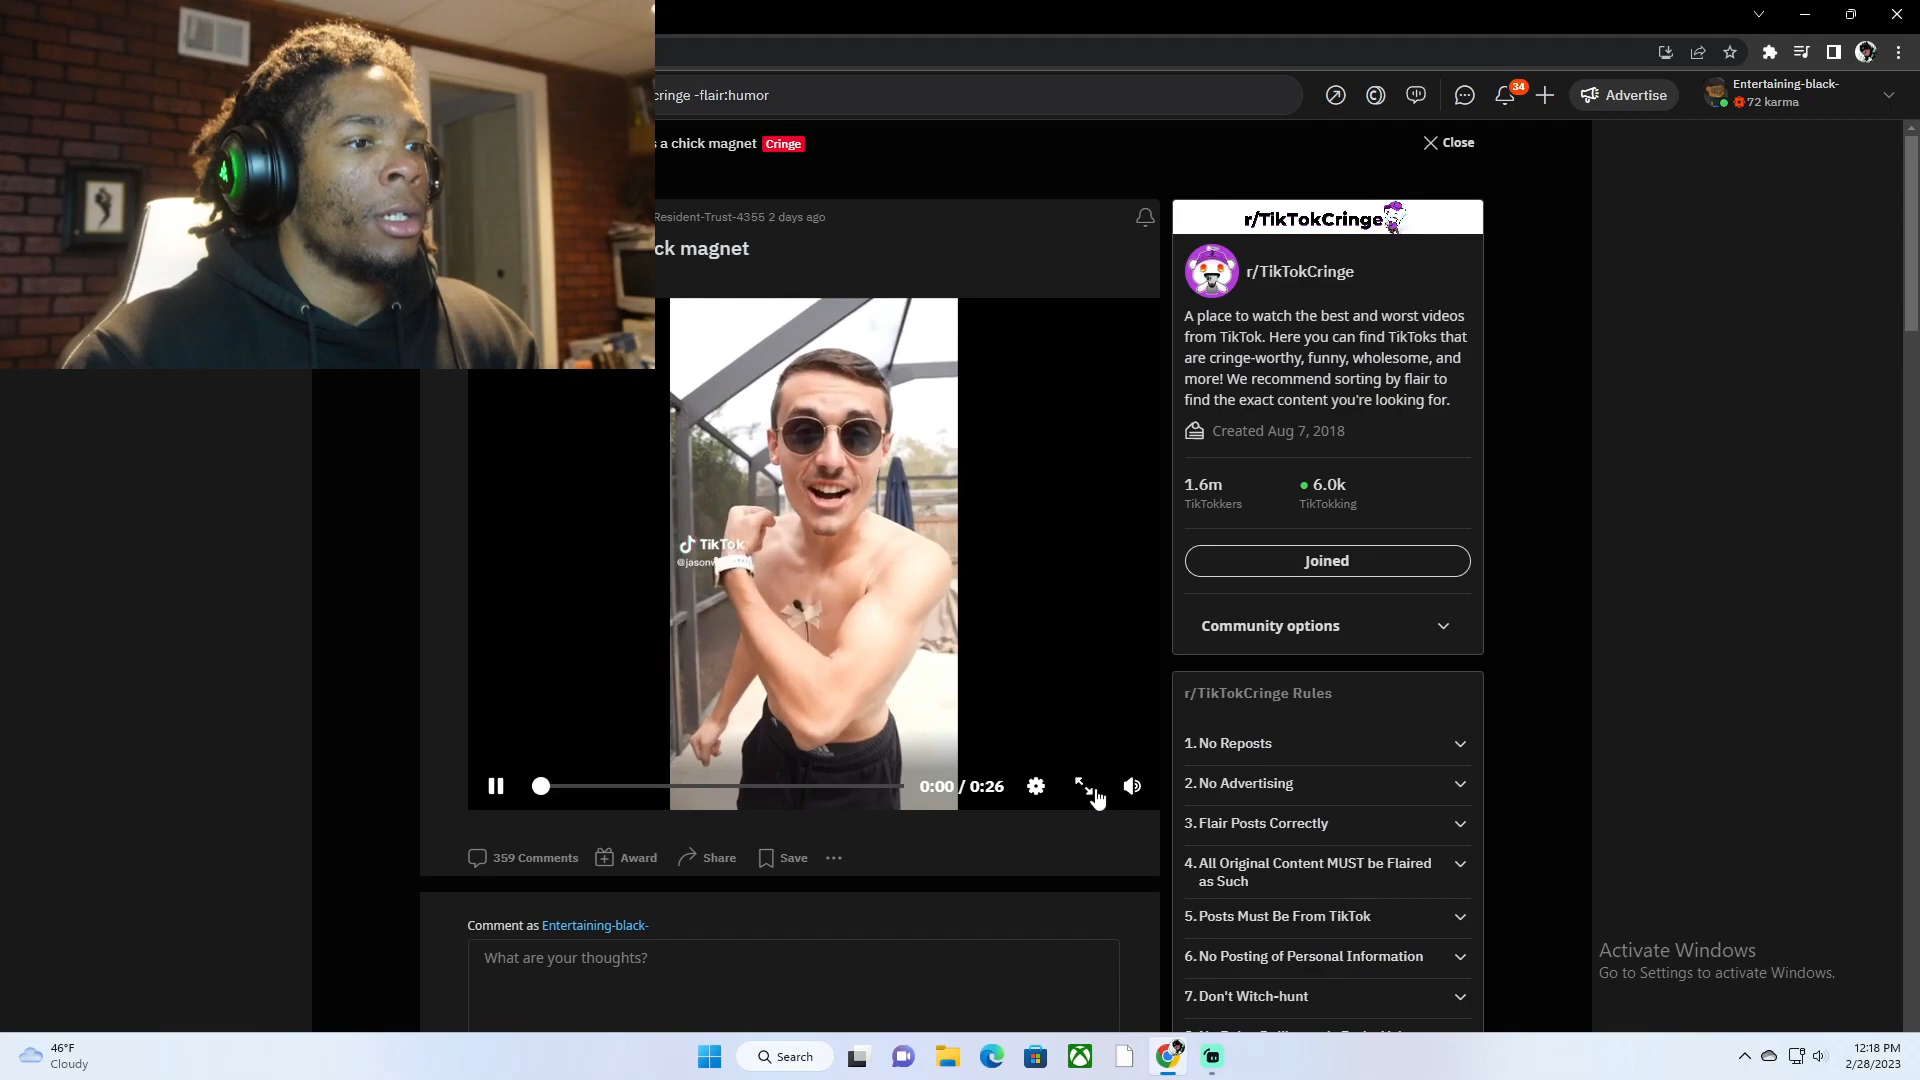 cringe -flair:humor
34
Advertise
Entertaining-black-
72 karma
s a chick magnet Cringe
Close
Resident-Trust-4355 2 days ago
ck magnet
r/TikTokCringe
r/TikTokCringe
A place to watch the best and worst videos
from TikTok. Here you can find TikToks that
are cringe-worthy, funny, wholesome, and
more! We recommend sorting by flair to
find the exact content you're looking for.
Created Aug 7, 2018
1.6m
TikTokkers
6.0k
TikTokking
Joined
Community options
TikTok
0:00 / 0:26
359 Comments
Award
Share
Save
Comment as Entertaining-black-
What are your thoughts?
r/TikTokCringe Rules
1. No Reposts
2. No Advertising
3. Flair Posts Correctly
4. All Original Content MUST be Flaired
as Such
5. Posts Must Be From TikTok
6. No Posting of Personal Information
7. Don't Witch-hunt
Activate Windows
Go to Settings to activate Windows.
46°F
Cloudy
Search
12:18 PM
2/28/2023